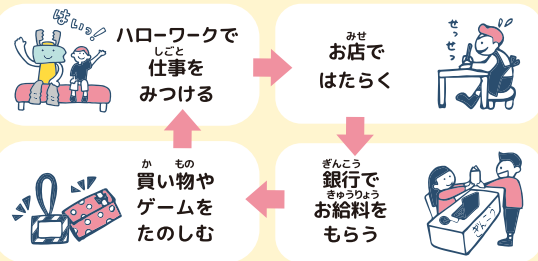 はいっ!
ハローワークで
しごと
仕事を
みつける
みせ
お店で
はたらく
せっせっ
ぎんこう
銀行で
きゅうりょう
お給料を
もらう
ぎんこう
か もの
買い物や
ゲームを
たのしむ